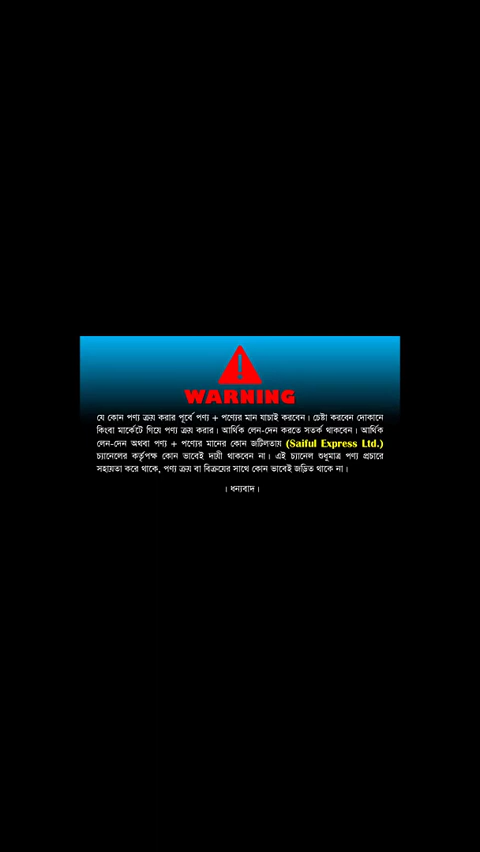 WARNING
যে কোন পণ্য ক্রয় করার পূর্বে পণ্য + পণ্যের মান যাচাই করবেন। চেষ্টা করবেন দোকানে
কিংবা মার্কেটে গিয়ে পণ্য ক্রয় করার। আর্থিক লেন-দেন করতে সতর্ক থাকবেন। আর্থিক
লেন-দেন অথবা পণ্য + পণ্যের মানের কোন জটিলতায় (Saiful Express Ltd.)
চ্যানেলের কর্তৃপক্ষ কোন ভাবেই দায়ী থাকবেন না। এই চ্যানেল শুধুমাত্র পণ্য প্রচারে
সহায়তা করে থাকে, পণ্য ক্রয় বা বিক্রয়ের সাথে কোন ভাবেই জড়িত থাকে না।
। ধন্যবাদ।